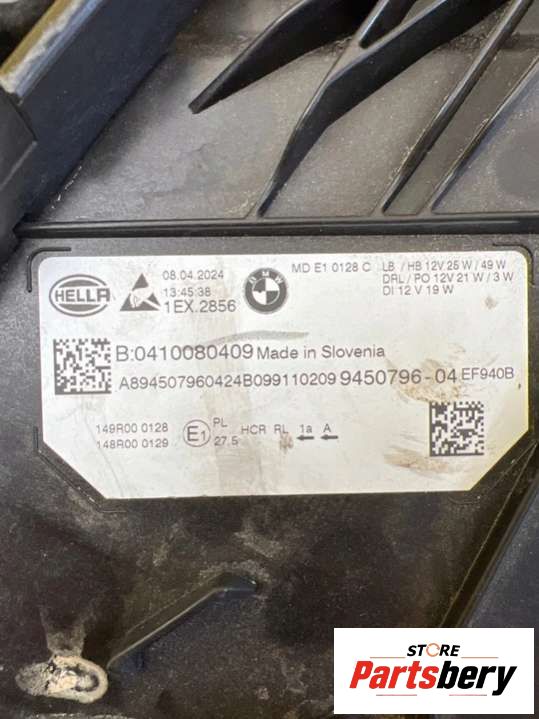 HELLA
08.04.2024
13:45:38
1EX.2856
BMW
MD E1 0128 C
LB / HB 12V 25 W / 49 W
DRL / PO 12V 21 W / 3 W
DI 12 V 19 W
B:0410080409 Made in Slovenia
A894507960424B099110209 9450796-04 EF940B
149R00 0128
148R00 0129
E1
PL
27.5
HCR RL 1a A
STORE
Partsbery